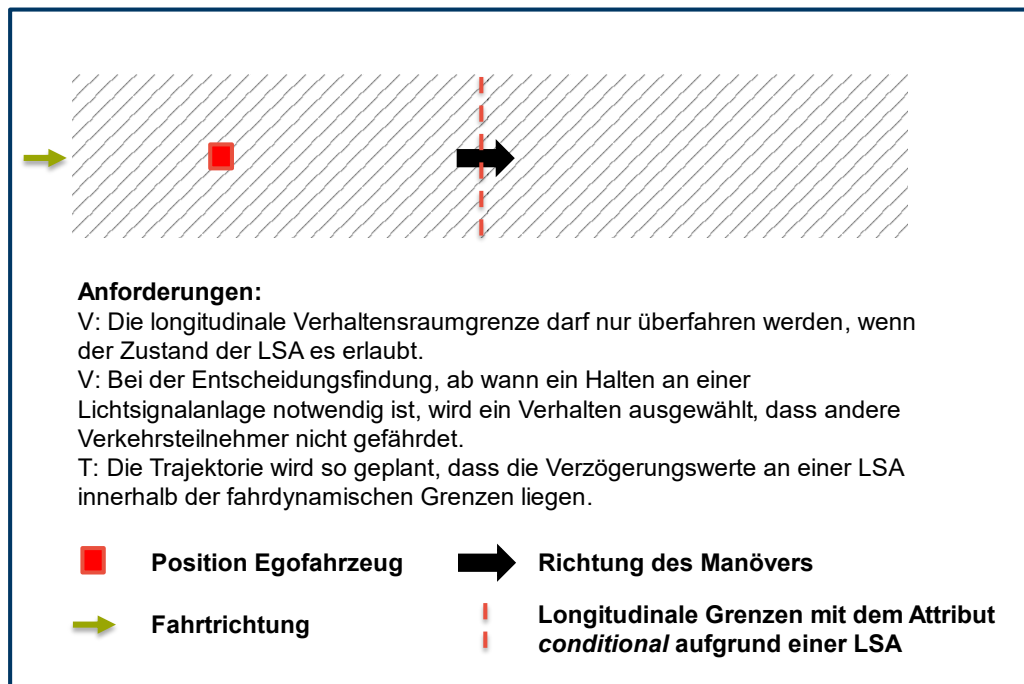 Anforderungen:
V: Die longitudinale Verhaltensraumgrenze darf nur überfahren werden, wenn
der Zustand der LSA es erlaubt.
V: Bei der Entscheidungsfindung, ab wann ein Halten an einer
Lichtsignalanlage notwendig ist, wird ein Verhalten ausgewählt, dass andere
Verkehrsteilnehmer nicht gefährdet.
T: Die Trajektorie wird so geplant, dass die Verzögerungswerte an einer LSA
innerhalb der fahrdynamischen Grenzen liegen.
Position Egofahrzeug
Richtung des Manövers
Fahrtrichtung
Longitudinale Grenzen mit dem Attribut
conditional aufgrund einer LSA